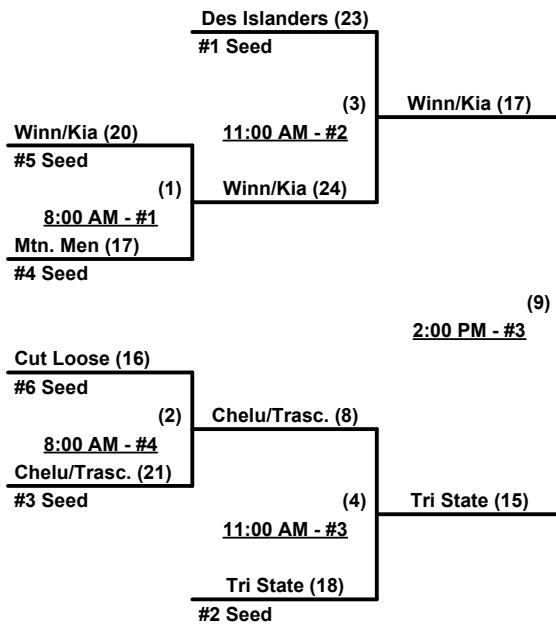 Des Islanders (23)
#1 Seed
(3)
11:00 AM - #2
Winn/Kia (17)
Winn/Kia (20)
#5 Seed
(1)
8:00 AM - #1
Winn/Kia (24)
Mtn. Men (17)
#4 Seed
(9)
2:00 PM - #3
Cut Loose (16)
#6 Seed
(2)
8:00 AM - #4
Chelu/Trasc. (8)
Chelu/Trasc. (21)
#3 Seed
(4)
11:00 AM - #3
Tri State (15)
Tri State (18)
#2 Seed